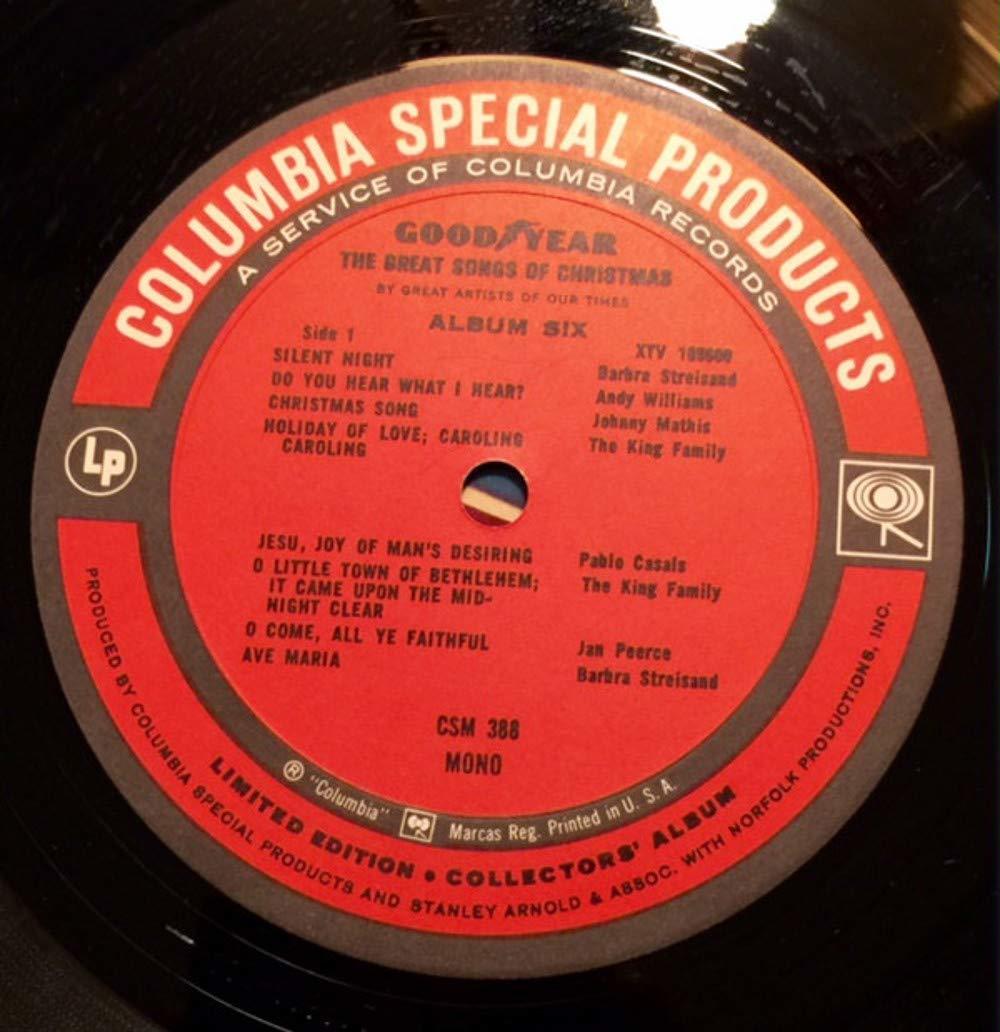 COLUMBIA SPECIAL PRODUCTS
A SERVICE OF COLUMBIA RECORDS
GOODYEAR
THE GREAT SONGS OF CHRISTMAS
BY GREAT ARTISTS OF OUR TIMES
ALBUM SIX
Side 1 XTV
SILENT NIGHT Barbra Streisand
DO YOU HEAR WHAT I HEAR? Andy Williams
CHRISTMAS SONG Johnny Mathis
HOLIDAY OF LOVE; CAROLING The King Family
CAROLING
LP
JESU, JOY OF MAN'S DESIRING Pablo Casals
O LITTLE TOWN OF BETHLEHEM; The King Family
IT CAME UPON THE MID-
NIGHT CLEAR
O COME, ALL YE FAITHFUL Jan Peerce
AVE MARIA Barbra Streisand
CSM 388
MONO
® "Columbia" Marcas Reg. Printed in U. S. A.
LIMITED EDITION • COLLECTORS' ALBUM
PRODUCED BY COLUMBIA SPECIAL PRODUCTS AND STANLEY ARNOLD & ASSOC. WITH NORFOLK PRODUCTIONS, INC.